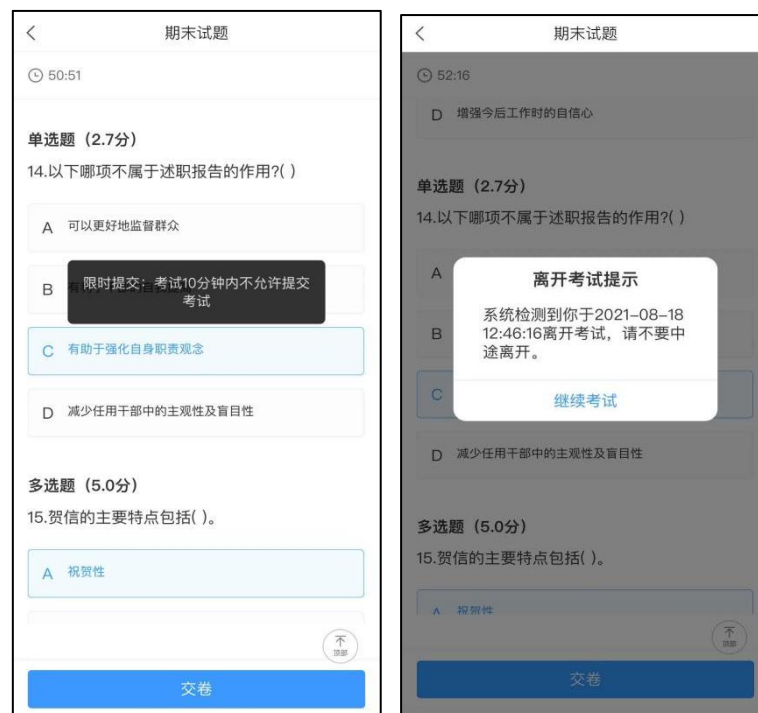 期末试题
50:51
单选题（2.7分）
14.以下哪项不属于述职报告的作用?( )
A 可以更好地监督群众
B
限时提交：考试10分钟内不允许提交
考试
C 有助于强化自身职责观念
D 减少任用干部中的主观性及盲目性
多选题（5.0分）
15.贺信的主要特点包括( )。
A 祝贺性
顶部
交卷
期末试题
52:16
D 增强今后工作时的自信心
单选题（2.7分）
14.以下哪项不属于述职报告的作用?( )
A
B
离开考试提示
系统检测到你于2021–08–18
12:46:16离开考试，请不要中
途离开。
继续考试
C
D 减少任用干部中的主观性及盲目性
多选题（5.0分）
15.贺信的主要特点包括( )。
A 祝贺性
顶部
交卷